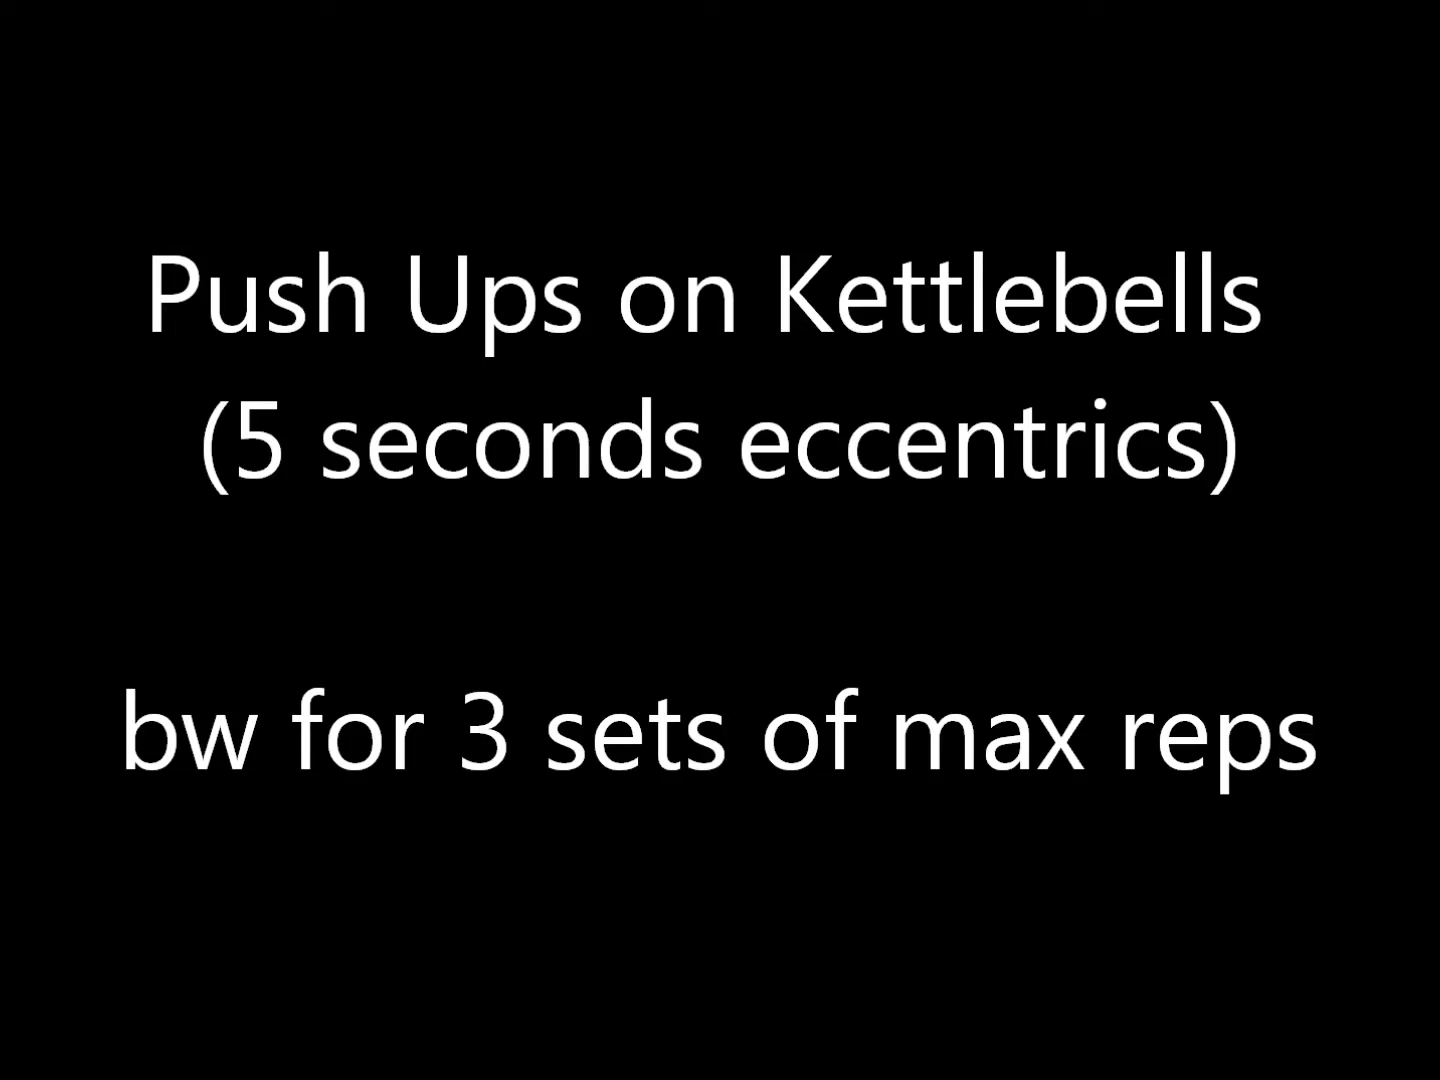 Push Ups on Kettlebells
(5 seconds eccentrics)
bw for 3 sets of max reps